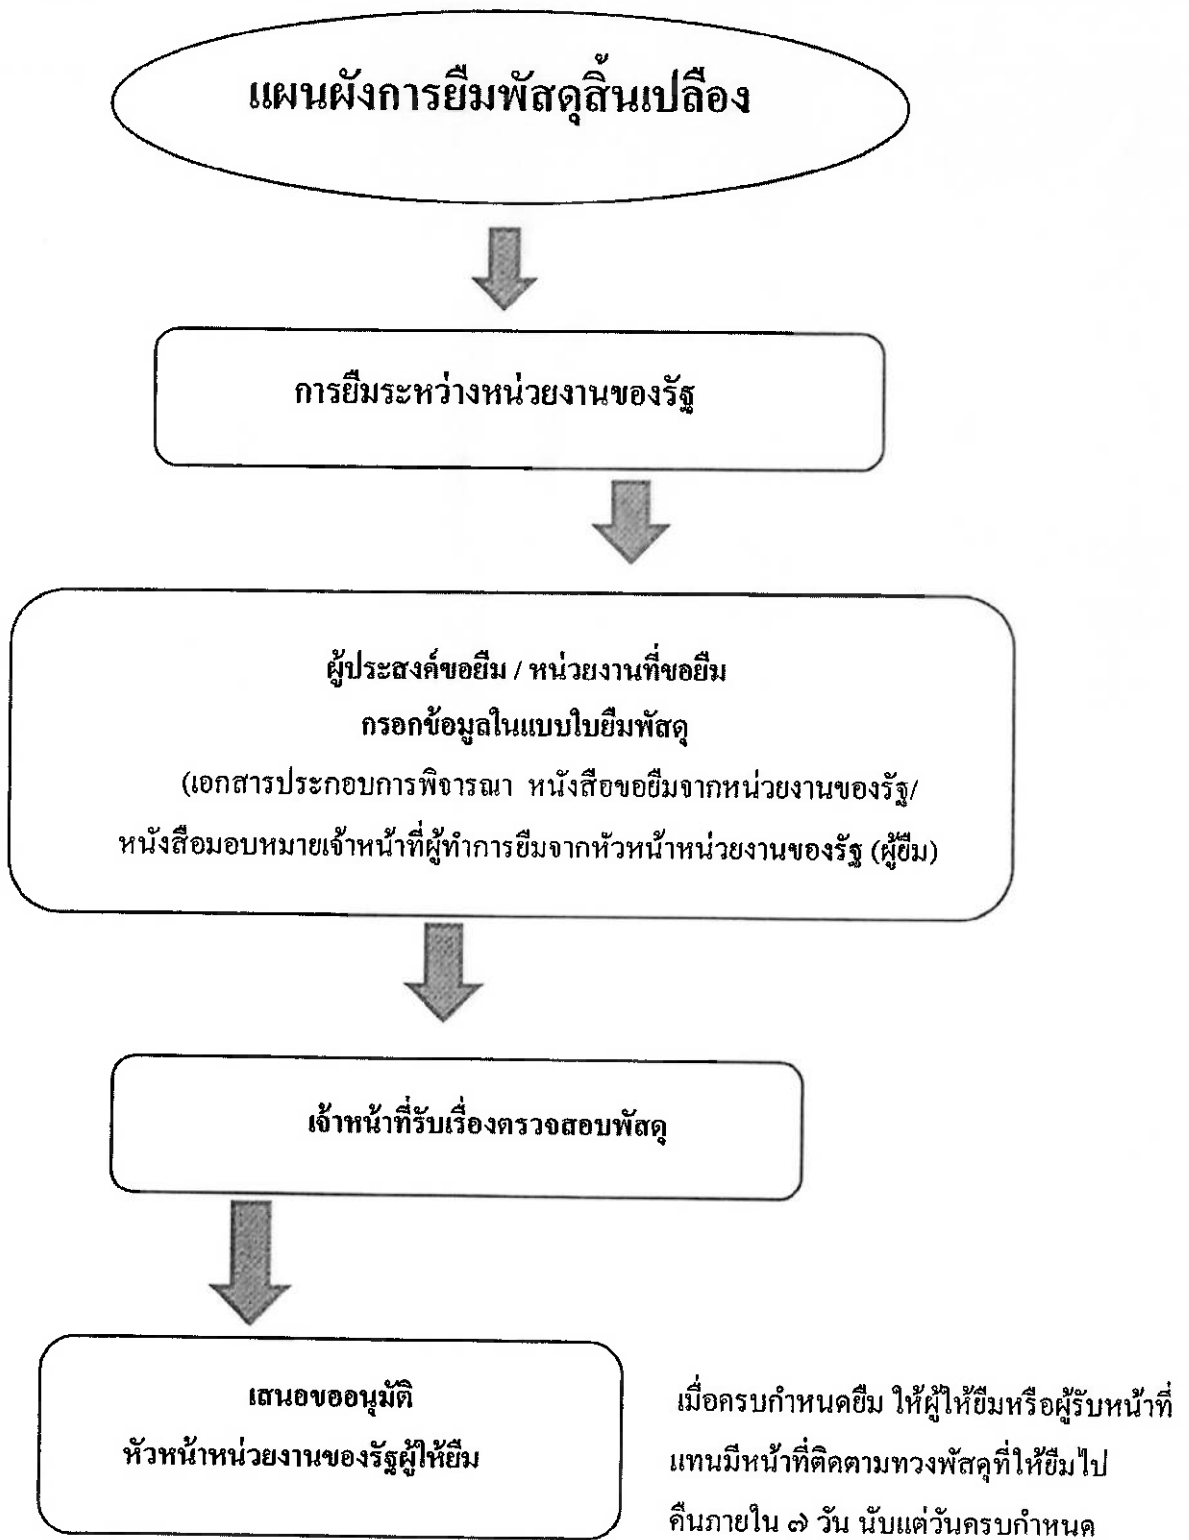 แผนผังการยืมพัสดุสิ้นเปลือง
การยืมระหว่างหน่วยงานของรัฐ
ผู้ประสงค์ขอยืม / หน่วยงานที่ขอยืม
กรอกข้อมูลในแบบใบยืมพัสดุ
(เอกสารประกอบการพิจารณา หนังสือขอยืมจากหน่วยงานของรัฐ/
หนังสือมอบหมายเจ้าหน้าที่ผู้ทำการยืมจากหัวหน้าหน่วยงานของรัฐ (ผู้ยืม)
เจ้าหน้าที่รับเรื่องตรวจสอบพัสดุ
เสนอขออนุมัติ
หัวหน้าหน่วยงานของรัฐผู้ให้ยืม
เมื่อครบกำหนดยืม ให้ผู้ให้ยืมหรือผู้รับหน้าที่
แทนมีหน้าที่ติดตามทวงพัสดุที่ให้ยืมไป
คืนภายใน ๗ วัน นับแต่วันครบกำหนด